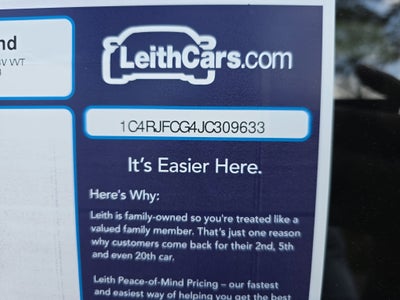 nd
V VVT
LeithCars.com
1C4RJFCG4JC309633
It's Easier Here.
Here's Why:
Leith is family-owned so you're treated like a
valued family member. That's just one reason
why customers come back for their 2nd, 5th
and even 20th car.
Leith Peace-of-Mind Pricing – our fastest
and easiest way of helping you get the best